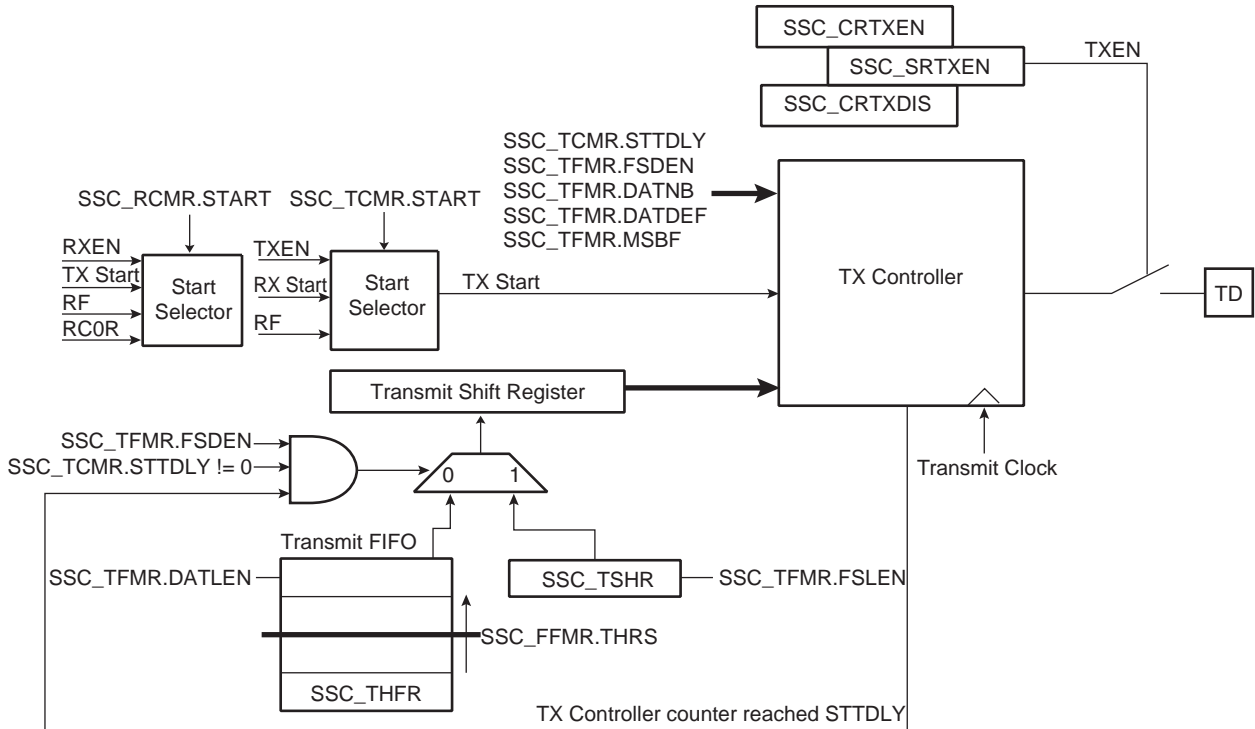 SSC_CRTXEN
SSC_SRTXEN
SSC_CRTXDIS
TXEN
SSC_TCMR.STTDLY
SSC_TFMR.FSDEN
SSC_TFMR.DATNB
SSC_TFMR.DATDEF
SSC_TFMR.MSBF
SSC_RCMR.START
SSC_TCMR.START
RXEN
TX Start
RF
RC0R
Start
Selector
TXEN
RX Start
RF
Start
Selector
TX Start
TX Controller
TD
Transmit Shift Register
SSC_TFMR.FSDEN
SSC_TCMR.STTDLY != 0
0 1
Transmit Clock
Transmit FIFO
SSC_TFMR.DATLEN
SSC_TSHR
SSC_TFMR.FSLEN
SSC_FFMR.THRS
SSC_THFR
TX Controller counter reached STTDLY